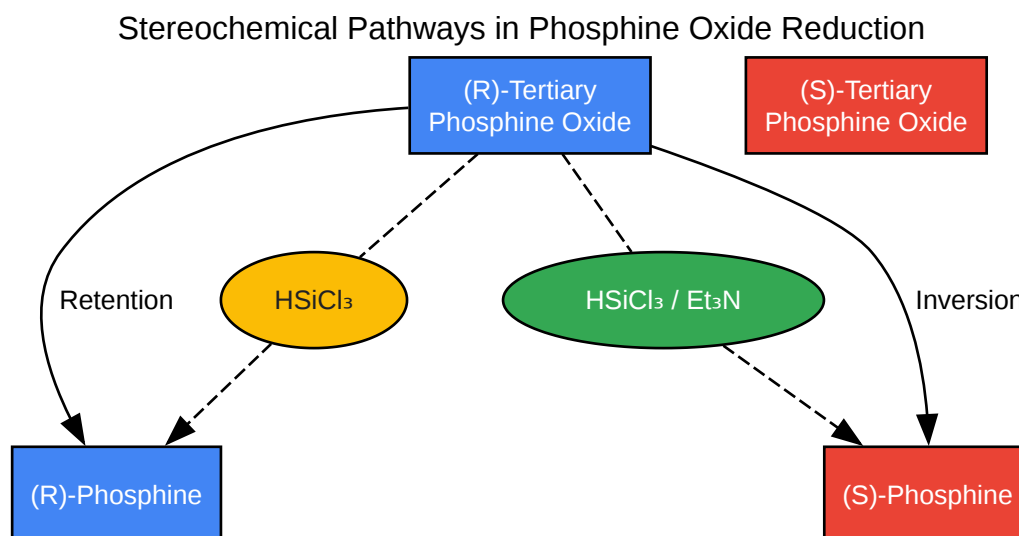 Stereochemical Pathways in Phosphine Oxide Reduction
(R)-Tertiary
Phosphine Oxide
(S)-Tertiary
Phosphine Oxide
Retention
HSiCl₃
HSiCl₃ / Et₃N
Inversion
(R)-Phosphine
(S)-Phosphine